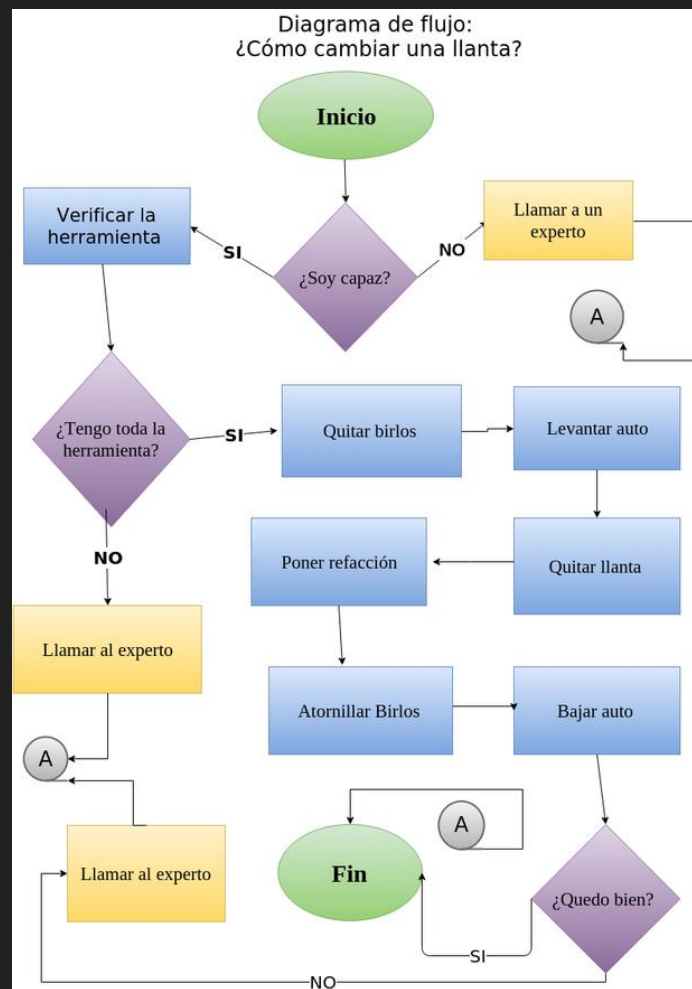 Diagrama de flujo:
¿Cómo cambiar una llanta?
Inicio
Verificar la
herramienta
SI
¿Soy capaz?
NO
Llamar a un
experto
A
¿Tengo toda la
herramienta?
SI
Quitar birlos
Levantar auto
NO
Poner refacción
Quitar llanta
Llamar al experto
Atornillar Birlos
Bajar auto
A
A
Llamar al experto
Fin
¿Quedo bien?
SI
NO